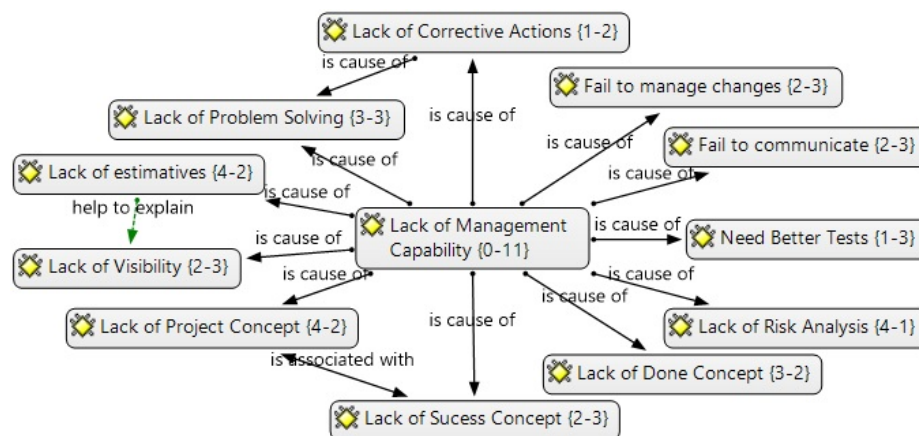 Lack of Corrective Actions {1-2}
is cause of
Fail to manage changes {2-3}
Lack of Problem Solving {3-3}
is cause of
is cause of
Fail to communicate {2-3}
is cause of
Lack of estimatives {4-2}
is cause of
is cause of
help to explain
Lack of Management
Capability {0-11}
is cause of
Need Better Tests {1-3}
is cause of
Lack of Visibility {2-3}
is cause of
is cause of
is cause of
Lack of Project Concept {4-2}
is cause of
Lack of Risk Analysis {4-1}
is associated with
Lack of Done Concept {3-2}
Lack of Sucess Concept {2-3}